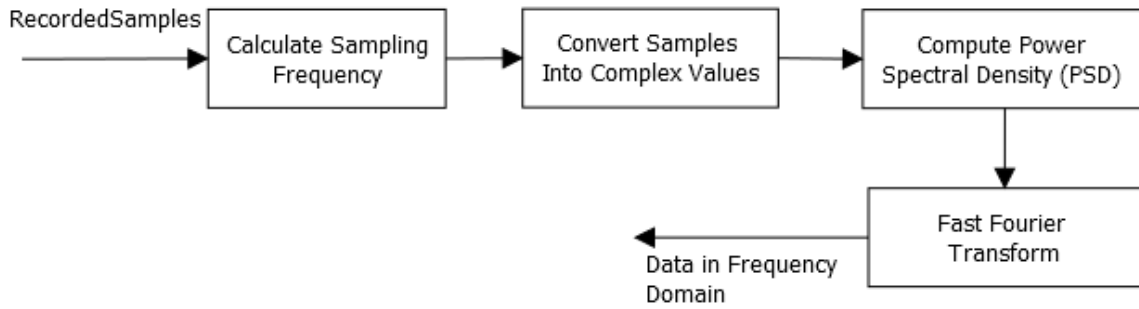 RecordedSamples
Calculate Sampling
Frequency
Convert Samples
Into Complex Values
Compute Power
Spectral Density (PSD)
Fast Fourier
Transform
Data in Frequency
Domain